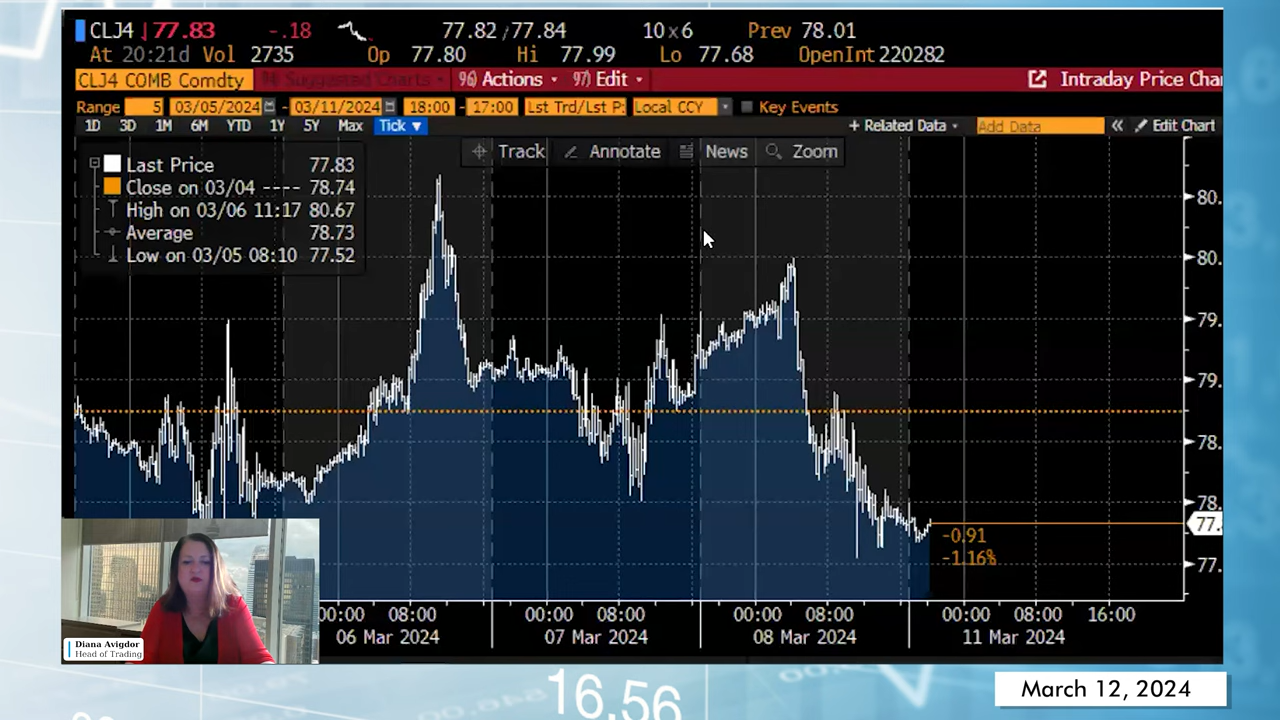 CLJ4 77.83 -.18 77.82 / 77.84 10x6 Prev 78.01
At 20:21d Vol 2735 Op 77.80 Hi 77.99 Lo 77.68 OpenInt 220282
CLJ4 COMB Comdty Suggested Charts 96) Actions 97) Edit Intraday Price Char
Range 5 03/05/2024 - 03/11/2024 18:00 - 17:00 Lst Trd/Lst P: Local CCY Key Events
1D 3D 1M 6M YTD 1Y 5Y Max Tick + Related Data Add Data Edit Chart
Track Annotate News Zoom
Last Price 77.83
Close on 03/04 ---- 78.74
High on 03/06 11:17 80.67
Average 78.73
Low on 03/05 08:10 77.52
80.
80.
79.
79.
78.
78.
77.
77.
-0.91
-1.16%
00:00 08:00 00:00 08:00 00:00 08:00 00:00 08:00 16:00
06 Mar 2024 07 Mar 2024 08 Mar 2024 11 Mar 2024
Diana Avigdor
Head of Trading
16.56
March 12, 2024